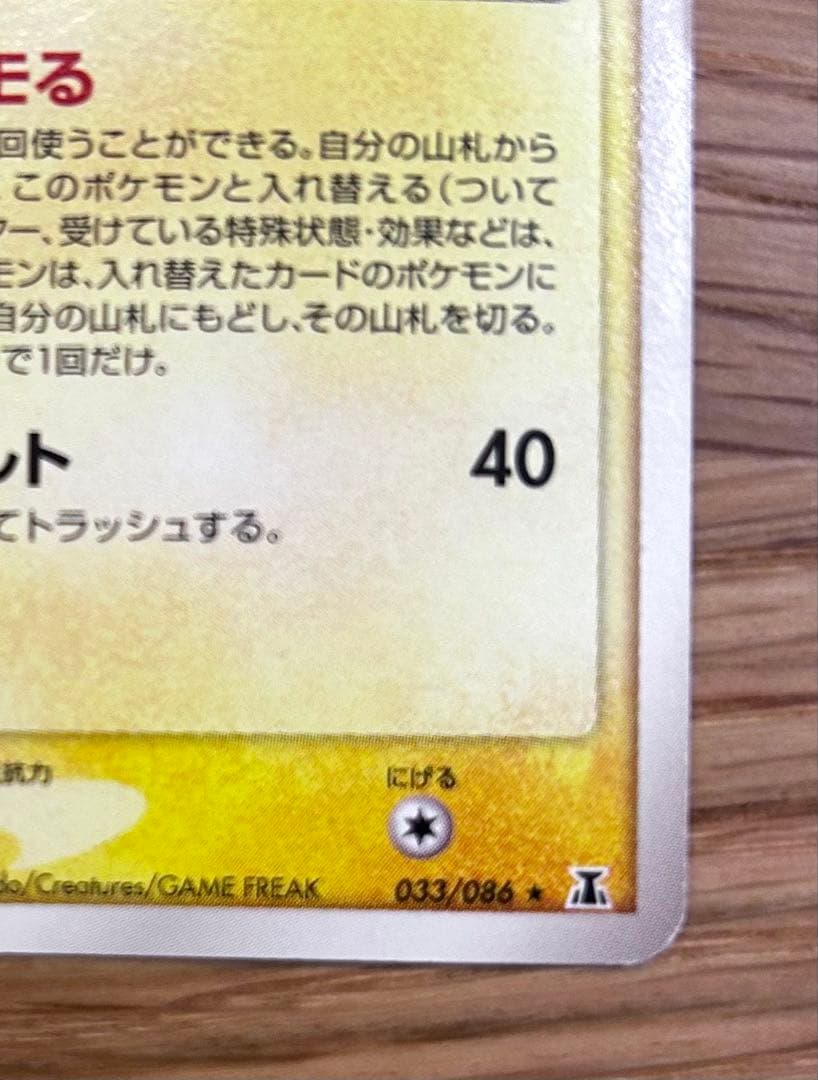 モる
回使うことができる。自分の山札から
、このポケモンと入れ替える(ついて
ー、受けている特殊状態・効果などは、
モンは、入れ替えたカードのポケモンに
自分の山札にもどし、その山札を切る。
で1回だけ。
ルト 40
てトラッシュする。
抵抗力 にげる
do/Creatures/GAME FREAK 033/086 ★